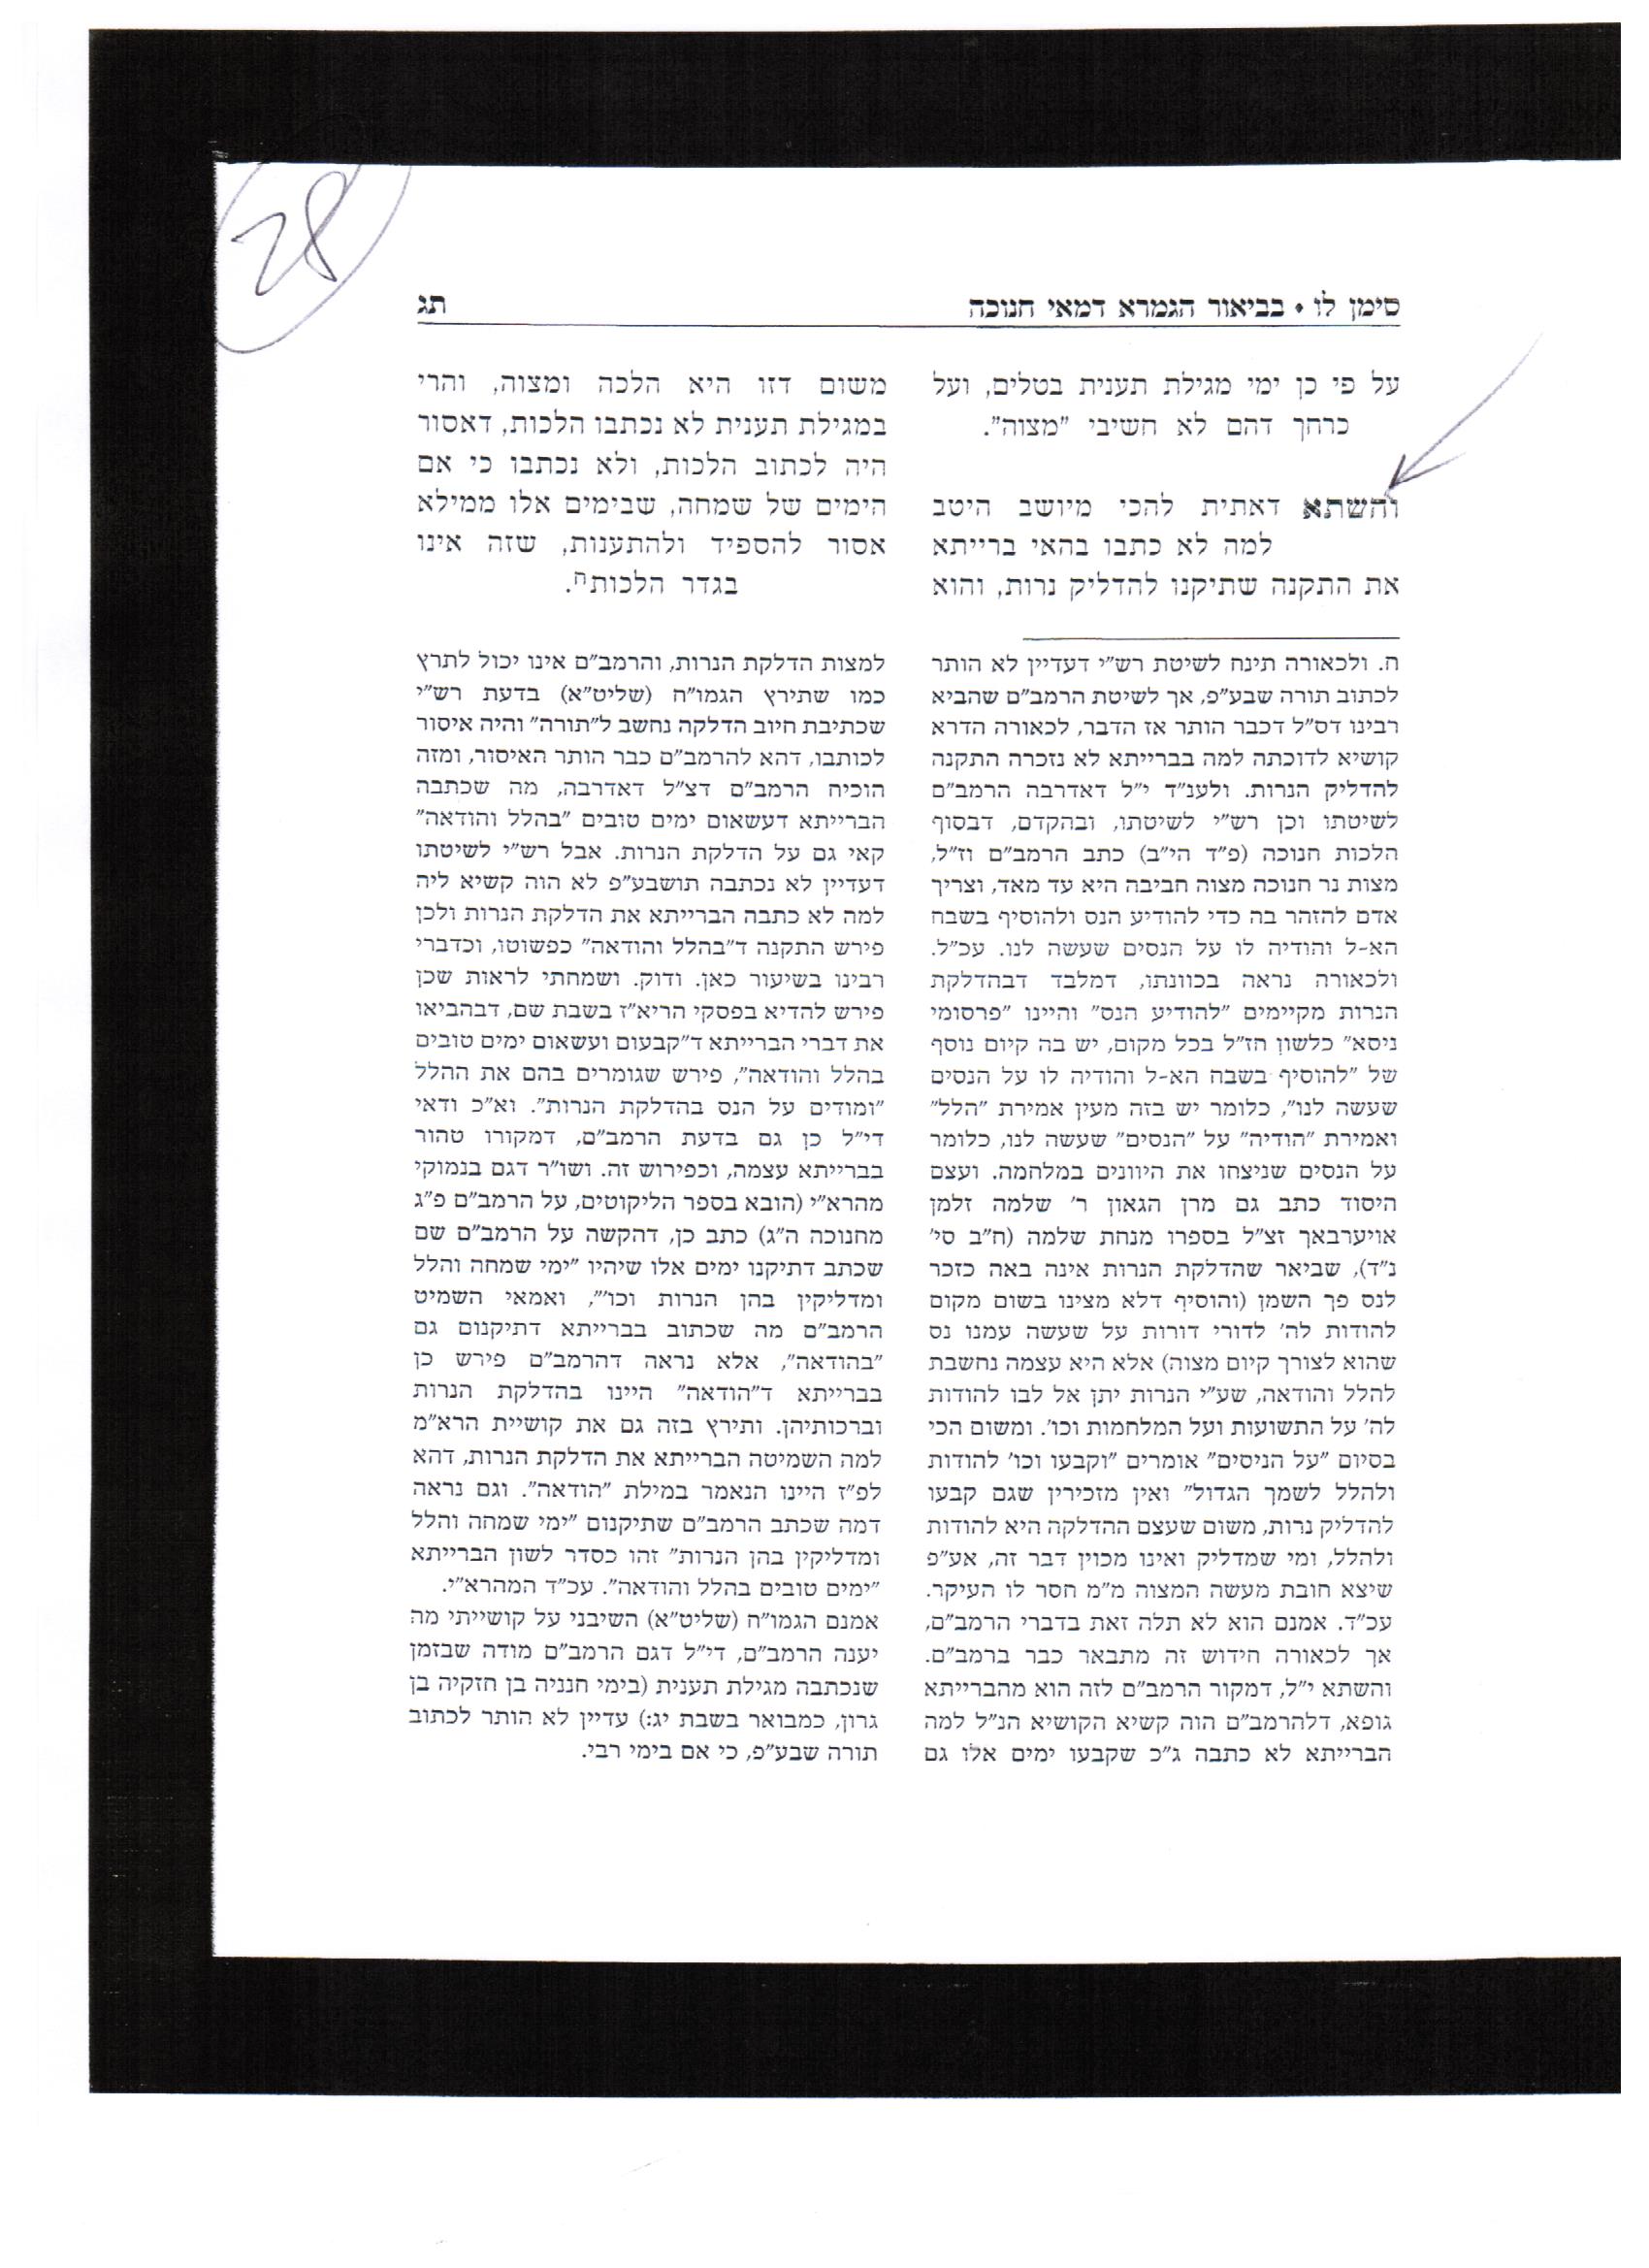 28
סימן לו • בביאור הגמרא דמאי חנוכה תג
על פי כן ימי מגילת תענית בטלים, ועל
כרחך דהם לא חשיבי "מצוה".
והשתא דאתית להכי מיושב היטב
למה לא כתבו בהאי ברייתא
את התקנה שתיקנו להדליק נרות, והוא
משום דזו היא הלכה ומצוה, והרי
במגילת תענית לא נכתבו הלכות, דאסור
היה לכתוב הלכות, ולא נכתבו כי אם
הימים של שמחה, שבימים אלו ממילא
אסור להספיד ולהתענות, שזה אינו
בגדר הלכותח.
ח. ולכאורה תינח לשיטת רש"י דעדיין לא הותר
לכתוב תורה שבע"פ, אך לשיטת הרמב"ם שהביא
רבינו דס"ל דכבר הותר אז הדבר, לכאורה הדרא
קושיא לדוכתה למה בברייתא לא נזכרה התקנה
להדליק הנרות. ולענ"ד י"ל דאדרבה הרמב"ם
לשיטתו וכן רש"י לשיטתו, ובהקדם, דבסוף
הלכות חנוכה (פ"ד הי"ב) כתב הרמב"ם וז"ל,
מצות נר חנוכה מצוה חביבה היא עד מאד, וצריך
אדם להזהר בה כדי להודיע הנס ולהוסיף בשבח
הא-ל והודיה לו על הנסים שעשה לנו. עכ"ל.
ולכאורה נראה בכוונתו, דמלבד דבהדלקת
הנרות מקיימים "להודיע הנס" והיינו "פרסומי
ניסא" כלשון חז"ל בכל מקום, יש בה קיום נוסף
של "להוסיף בשבח הא-ל והודיה לו על הנסים
שעשה לנו", כלומר יש בזה מעין אמירת "הלל"
ואמירת "הודיה" על "הנסים" שעשה לנו, כלומר
על הנסים שניצחו את היוונים במלחמה. ועצם
היסוד כתב גם מרן הגאון ר' שלמה זלמן
אויערבאך זצ"ל בספרו מנחת שלמה (ח"ב סי'
נ"ד), שביאר שהדלקת הנרות אינה באה כזכר
לנס פך השמן (והוסיף דלא מצינו בשום מקום
להודות לה' לדורי דורות על שעשה עמנו נס
שהוא לצורך קיום מצוה) אלא היא עצמה נחשבת
להלל והודאה, שע"י הנרות יתן אל לבו להודות
לה' על התשועות ועל המלחמות וכו'. ומשום הכי
בסיום "על הניסים" אומרים "וקבעו וכו' להודות
ולהלל לשמך הגדול" ואין מזכירין שגם קבעו
להדליק נרות, משום שעצם ההדלקה היא להודות
ולהלל, ומי שמדליק ואינו מכוין דבר זה, אע"פ
שיצא חובת מעשה המצוה מ"מ חסר לו העיקר.
עכ"ד. אמנם הוא לא תלה זאת בדברי הרמב"ם,
אך לכאורה חידוש זה מתבאר כבר ברמב"ם.
והשתא י"ל, דמקור הרמב"ם לזה הוא מהברייתא
גופא, דלהרמב"ם הוה קשיא הקושיא הנ"ל למה
הברייתא לא כתבה ג"כ שקבעו ימים אלו גם
למצות הדלקת הנרות, והרמב"ם אינו יכול לתרץ
כמו שתירץ הגמו"ח (שליט"א) בדעת רש"י
שכתיבת חיוב הדלקה נחשב ל"תורה" והיה איסור
לכותבו, דהא להרמב"ם כבר הותר האיסור, ומזה
הוכיח הרמב"ם דצ"ל דאדרבה, מה שכתבה
הברייתא דעשאום ימים טובים "בהלל והודאה"
קאי גם על הדלקת הנרות. אבל רש"י לשיטתו
דעדיין לא נכתבה תושבע"פ לא הוה קשיא ליה
למה לא כתבה הברייתא את הדלקת הנרות ולכן
פירש התקנה ד"בהלל והודאה" כפשוטו, וכדברי
רבינו בשיעור כאן. ודוק. ושמחתי לראות שכן
פירש להדיא בפסקי הריא"ז בשבת שם, דבהביאו
את דברי הברייתא ד"קבעום ועשאום ימים טובים
בהלל והודאה", פירש שגומרים בהם את ההלל
"ומודים על הנס בהדלקת הנרות". וא"כ ודאי
די"ל כן גם בדעת הרמב"ם, דמקורו טהור
בברייתא עצמה, וכפירוש זה. ושו"ר דגם בנמוקי
מהרא"י (הובא בספר הליקוטים, על הרמב"ם פ"ג
מחנוכה ה"ג) כתב כן, דהקשה על הרמב"ם שם
שכתב דתיקנו ימים אלו שיהיו "ימי שמחה והלל
ומדליקין בהן הנרות וכו'", ואמאי השמיט
הרמב"ם מה שכתוב בברייתא דתיקנום גם
"בהודאה", אלא נראה דהרמב"ם פירש כן
בברייתא ד"הודאה" היינו בהדלקת הנרות
וברכותיהן. ותירץ בזה גם את קושיית הרא"מ
למה השמיטה הברייתא את הדלקת הנרות, דהא
לפ"ז היינו הנאמר במילת "הודאה". וגם נראה
דמה שכתב הרמב"ם שתיקנום "ימי שמחה והלל
ומדליקין בהן הנרות" זהו כסדר לשון הברייתא
"ימים טובים בהלל והודאה". עכ"ד המהרא"י.
אמנם הגמו"ח (שליט"א) השיבני על קושייתי מה
יענה הרמב"ם, די"ל דגם הרמב"ם מודה שבזמן
שנכתבה מגילת תענית (בימי חנניה בן חזקיה בן
גרון, כמבואר בשבת יג:) עדיין לא הותר לכתוב
תורה שבע"פ, כי אם בימי רבי.